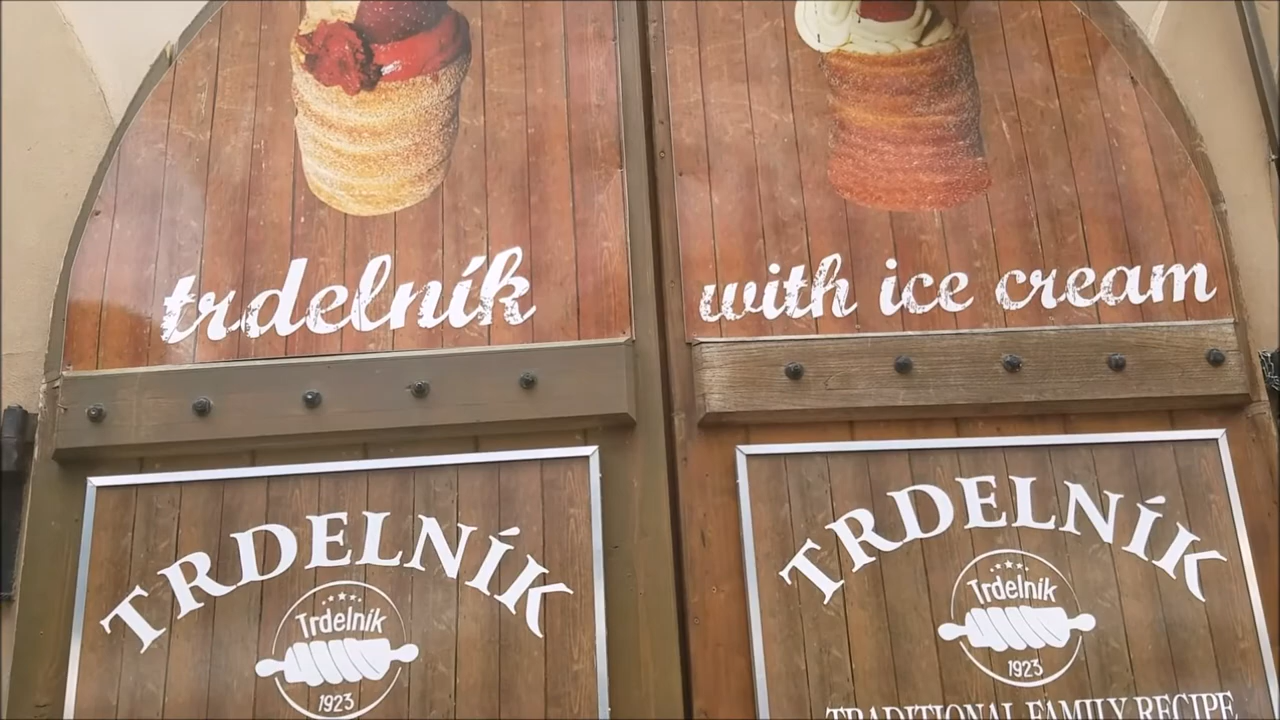 trdelník
with ice cream
TRDELNÍK
Trdelník
1923
TRDELNÍK
Trdelník
1923
TRADITIONAL FAMILY RECIPE